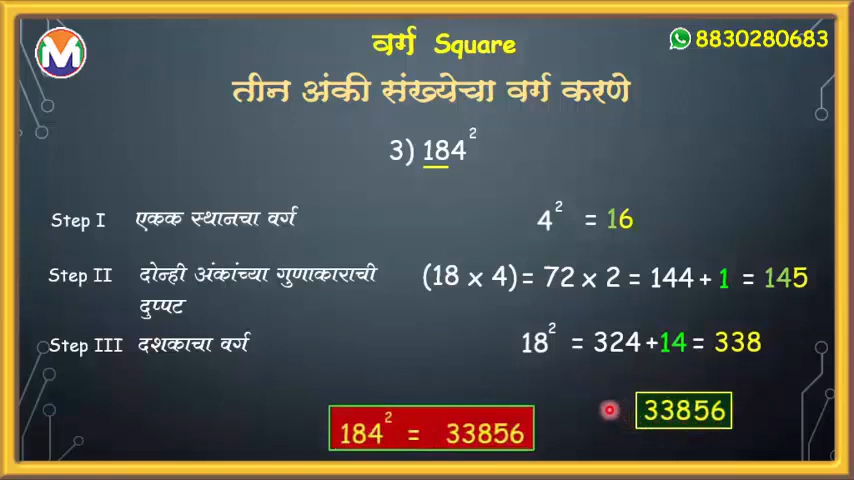 M
वर्ग Square
8830280683
तीन अंकी संख्येचा वर्ग करणे
3) 184²
Step I एकक स्थानचा वर्ग 4² = 16
Step II दोन्ही अंकांच्या गुणाकाराची (18 x 4) = 72 x 2 = 144 + 1 = 145
दुप्पट
Step III दशकाचा वर्ग 18² = 324 + 14 = 338
33856
184² = 33856